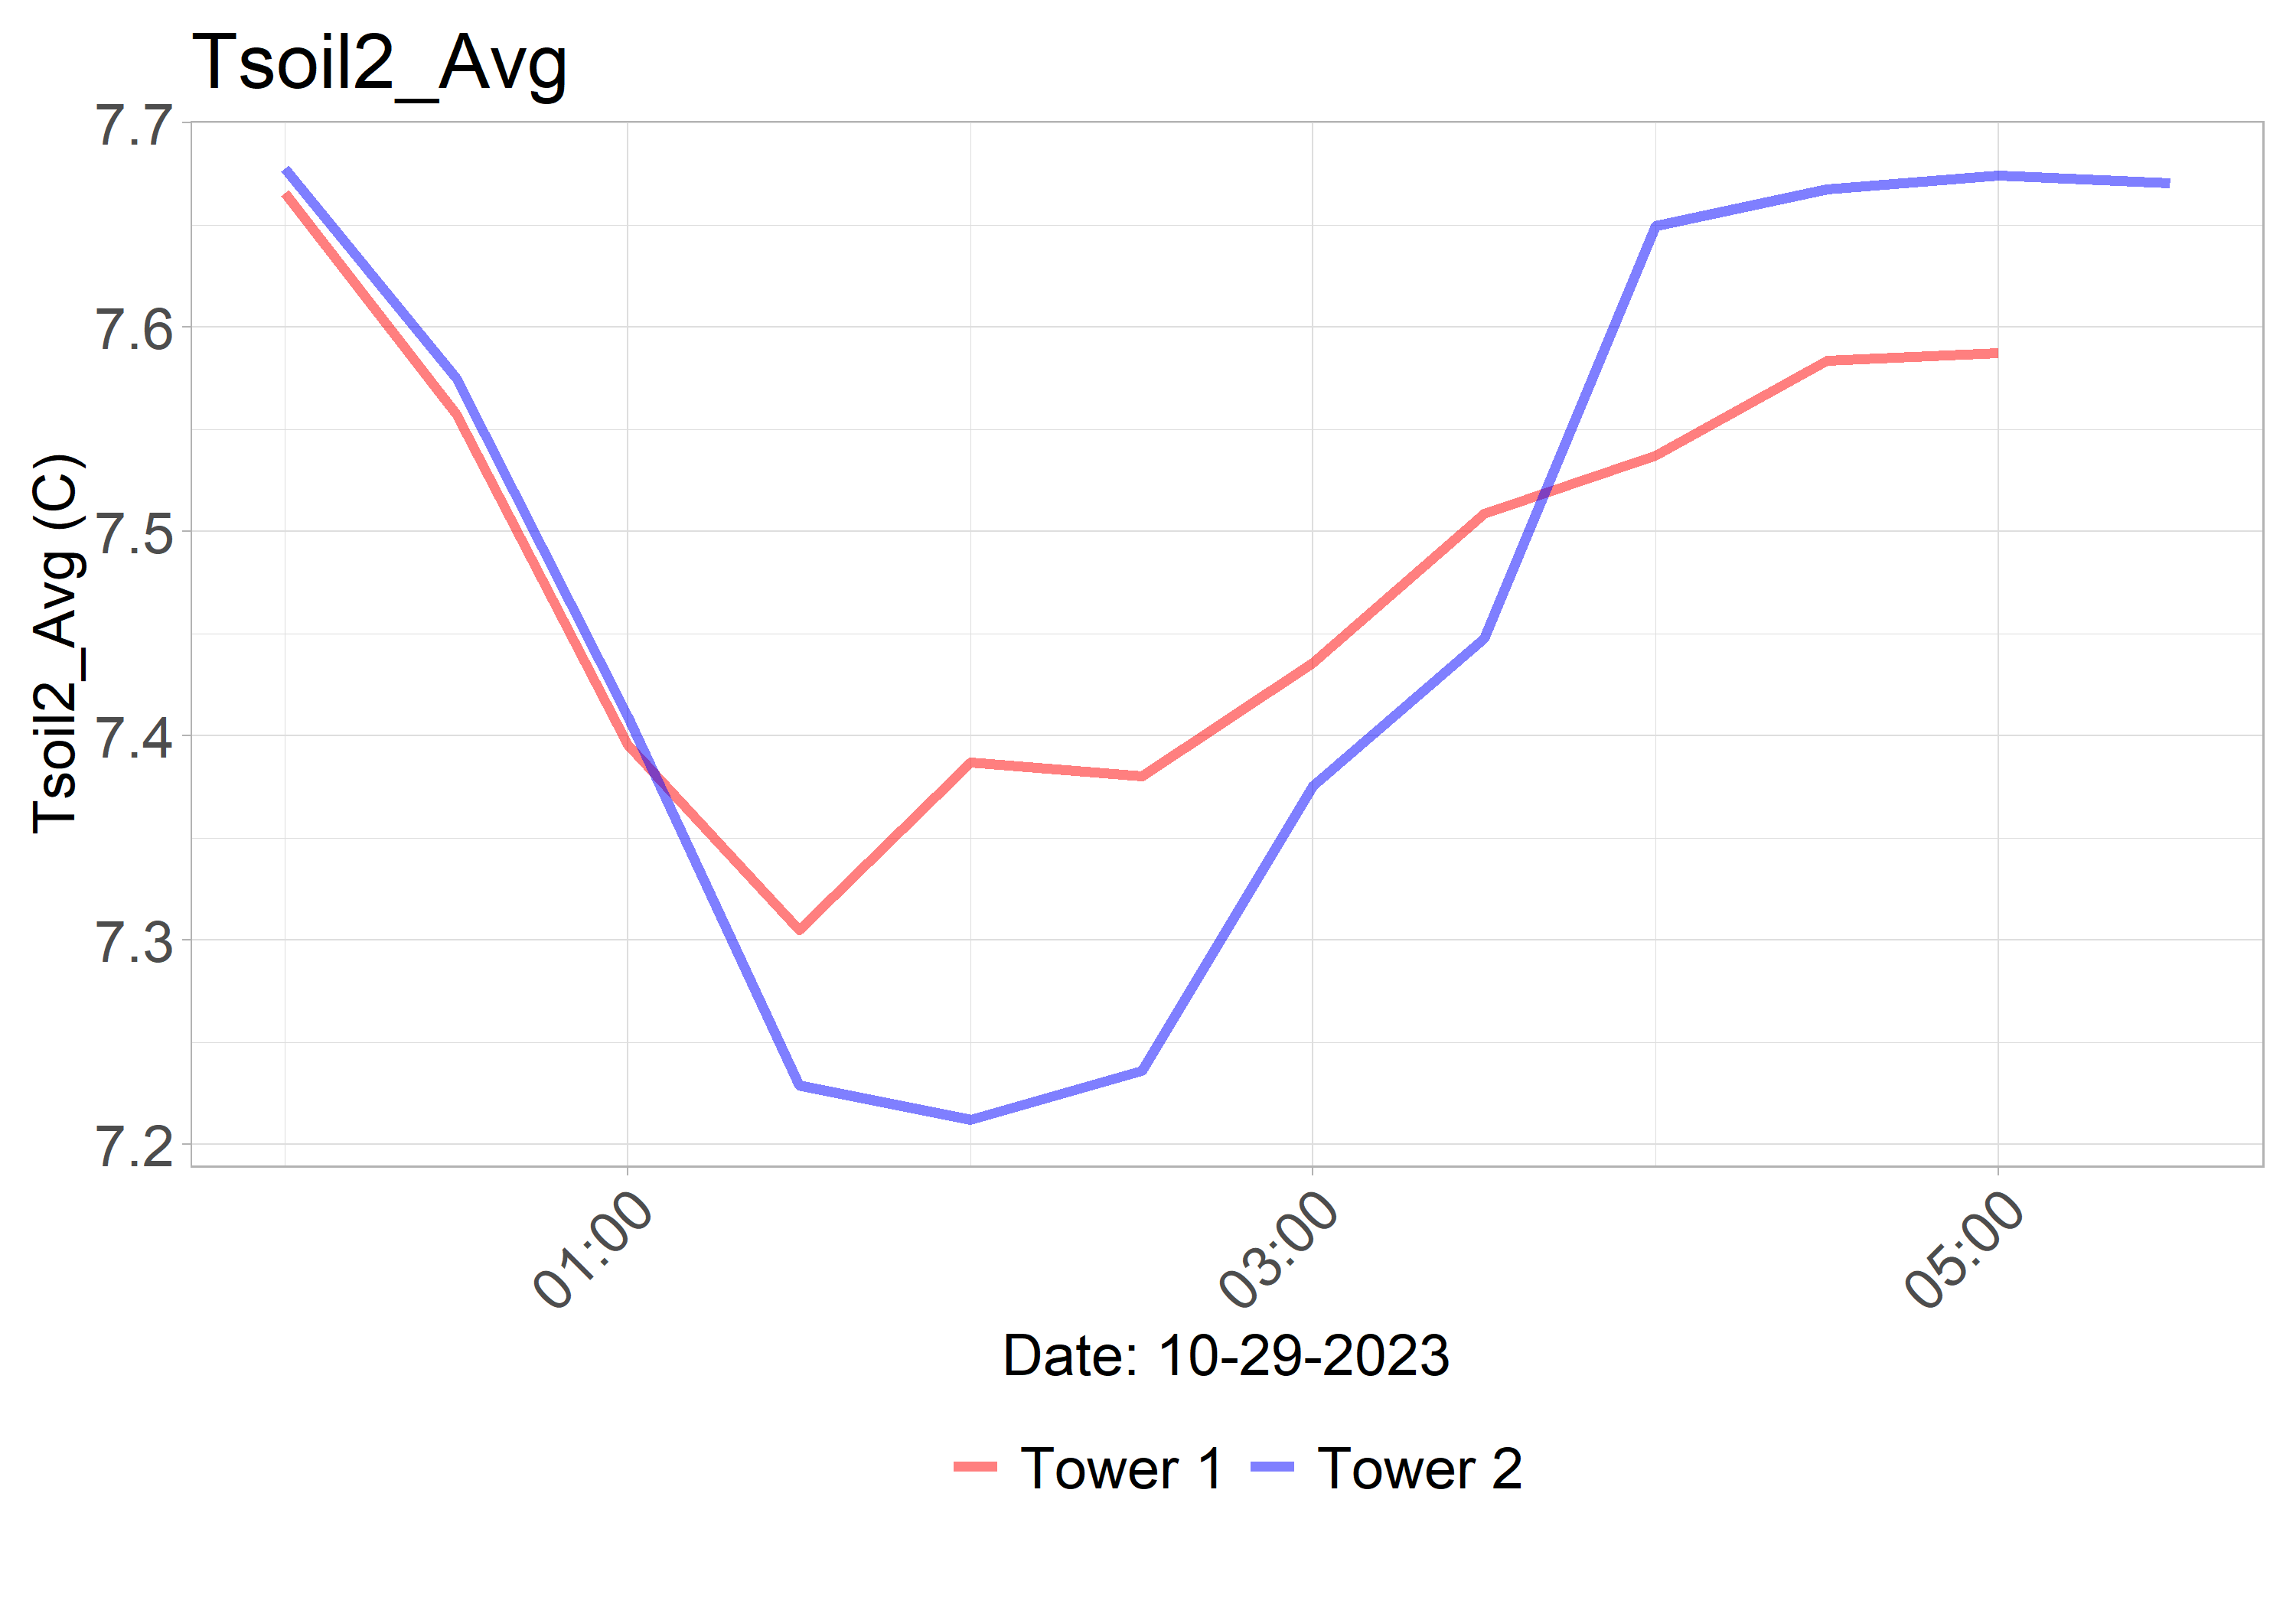 Tsoil2_Avg
Tsoil2_Avg (C)
7.7
7.6
7.5
7.4
7.3
7.2
01:00
03:00
05:00
Date: 10-29-2023
Tower 1
Tower 2